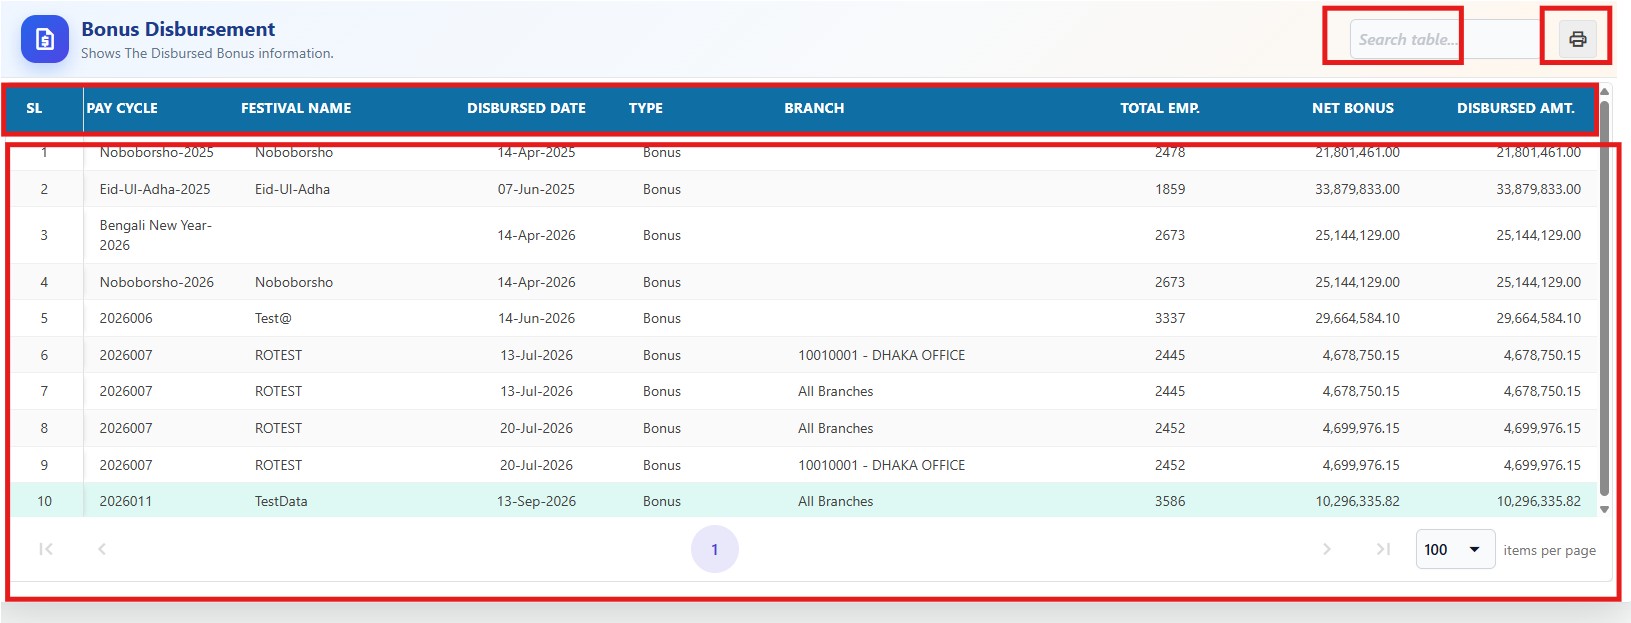 Bonus Disbursement
Shows The Disbursed Bonus information.
Search table...
SL PAY CYCLE FESTIVAL NAME DISBURSED DATE TYPE BRANCH TOTAL EMP. NET BONUS DISBURSED AMT.
1 Noboborsho-2025 Noboborsho 14-Apr-2025 Bonus 2478 21,801,461.00 21,801,461.00
2 Eid-Ul-Adha-2025 Eid-Ul-Adha 07-Jun-2025 Bonus 1859 33,879,833.00 33,879,833.00
3 Bengali New Year- 14-Apr-2026 Bonus 2673 25,144,129.00 25,144,129.00
2026
4 Noboborsho-2026 Noboborsho 14-Apr-2026 Bonus 2673 25,144,129.00 25,144,129.00
5 2026006 Test@ 14-Jun-2026 Bonus 3337 29,664,584.10 29,664,584.10
6 2026007 ROTEST 13-Jul-2026 Bonus 10010001 - DHAKA OFFICE 2445 4,678,750.15 4,678,750.15
7 2026007 ROTEST 13-Jul-2026 Bonus All Branches 2445 4,678,750.15 4,678,750.15
8 2026007 ROTEST 20-Jul-2026 Bonus All Branches 2452 4,699,976.15 4,699,976.15
9 2026007 ROTEST 20-Jul-2026 Bonus 10010001 - DHAKA OFFICE 2452 4,699,976.15 4,699,976.15
10 2026011 TestData 13-Sep-2026 Bonus All Branches 3586 10,296,335.82 10,296,335.82
1 100 items per page